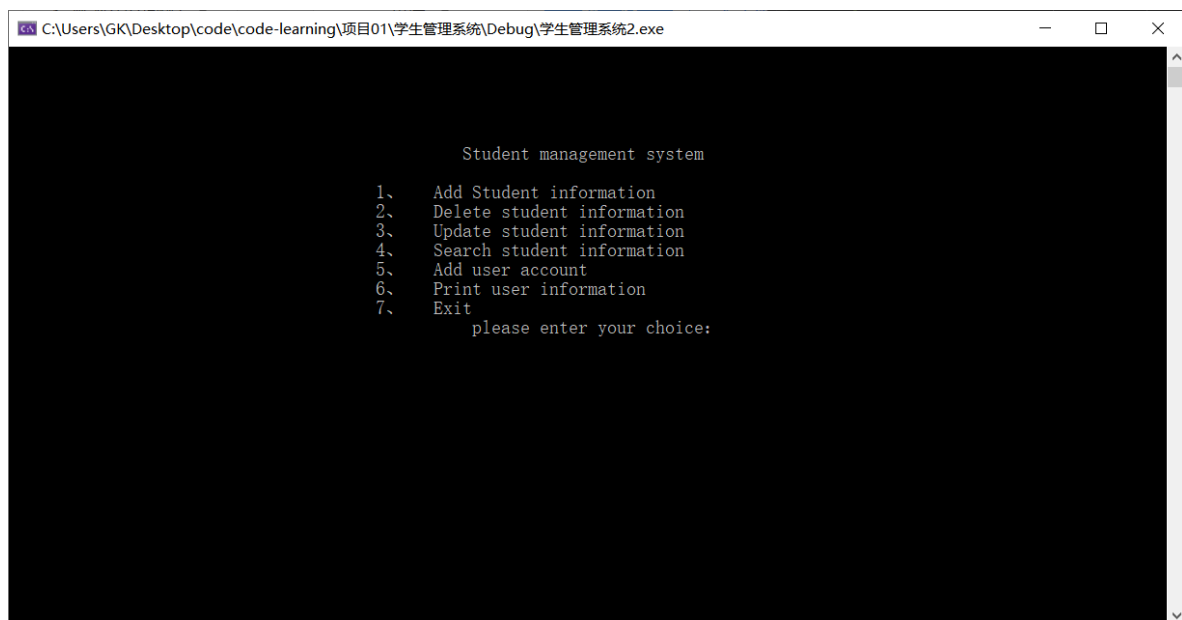 C:\Users\GK\Desktop\code\code-learning\项目01\学生管理系统\Debug\学生管理系统2.exe
Student management system
1、 Add Student information
2、 Delete student information
3、 Update student information
4、 Search student information
5、 Add user account
6、 Print user information
7、 Exit
please enter your choice: